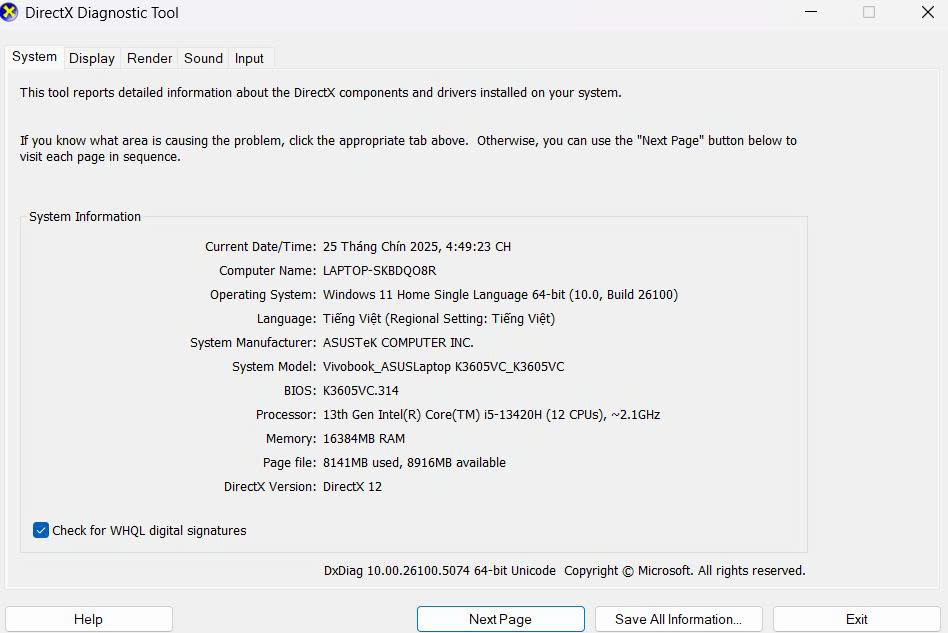 DirectX Diagnostic Tool
System Display Render Sound Input
This tool reports detailed information about the DirectX components and drivers installed on your system.
If you know what area is causing the problem, click the appropriate tab above.  Otherwise, you can use the "Next Page" button below to
visit each page in sequence.
System Information
Current Date/Time: 25 Tháng Chín 2025, 4:49:23 CH
Computer Name: LAPTOP-SKBDQO8R
Operating System: Windows 11 Home Single Language 64-bit (10.0, Build 26100)
Language: Tiếng Việt (Regional Setting: Tiếng Việt)
System Manufacturer: ASUSTeK COMPUTER INC.
System Model: Vivobook_ASUSLaptop K3605VC_K3605VC
BIOS: K3605VC.314
Processor: 13th Gen Intel(R) Core(TM) i5-13420H (12 CPUs), ~2.1GHz
Memory: 16384MB RAM
Page file: 8141MB used, 8916MB available
DirectX Version: DirectX 12
Check for WHQL digital signatures
DxDiag 10.00.26100.5074 64-bit Unicode  Copyright © Microsoft. All rights reserved.
Help Next Page Save All Information... Exit